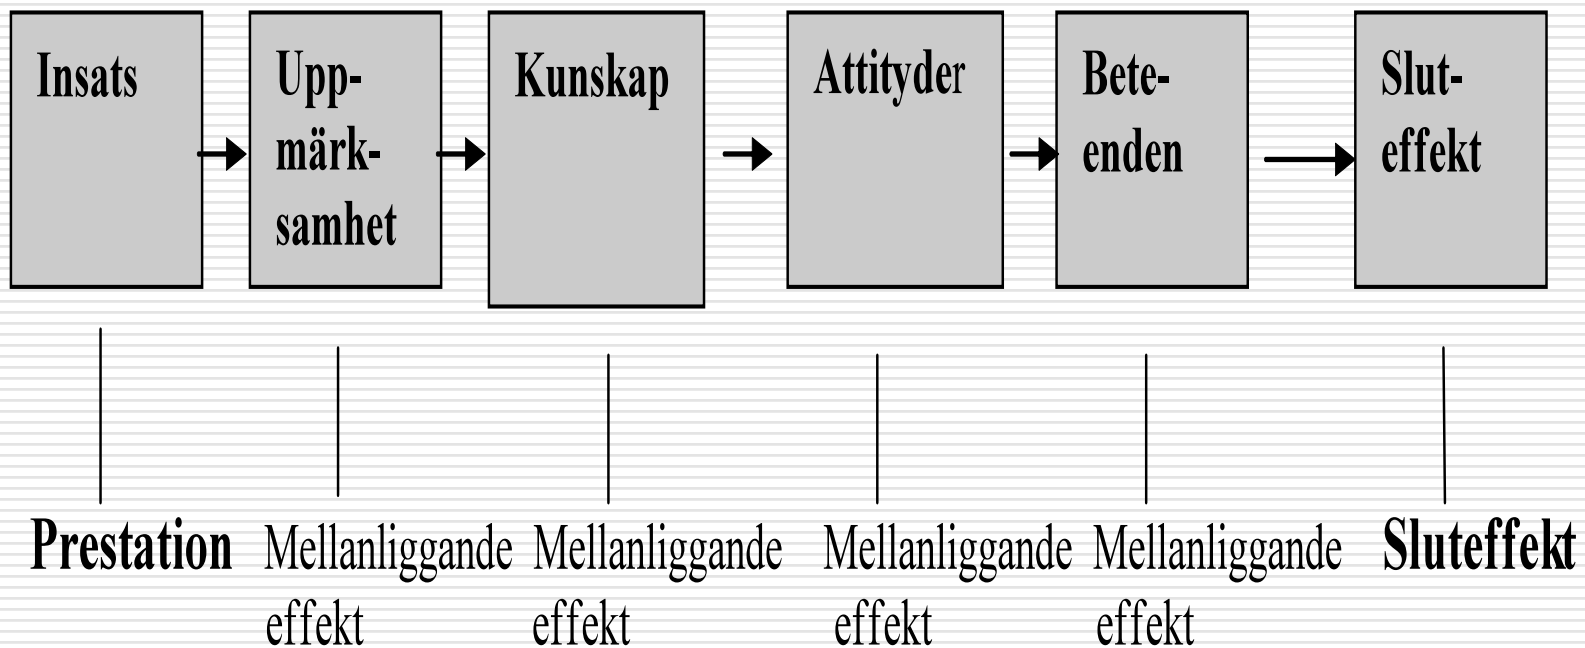 Insats
Upp-
märk-
samhet
Kunskap
Attityder
Bete-
enden
Slut-
effekt
Prestation
Mellanliggande
effekt
Mellanliggande
effekt
Mellanliggande
effekt
Mellanliggande
effekt
Sluteffekt